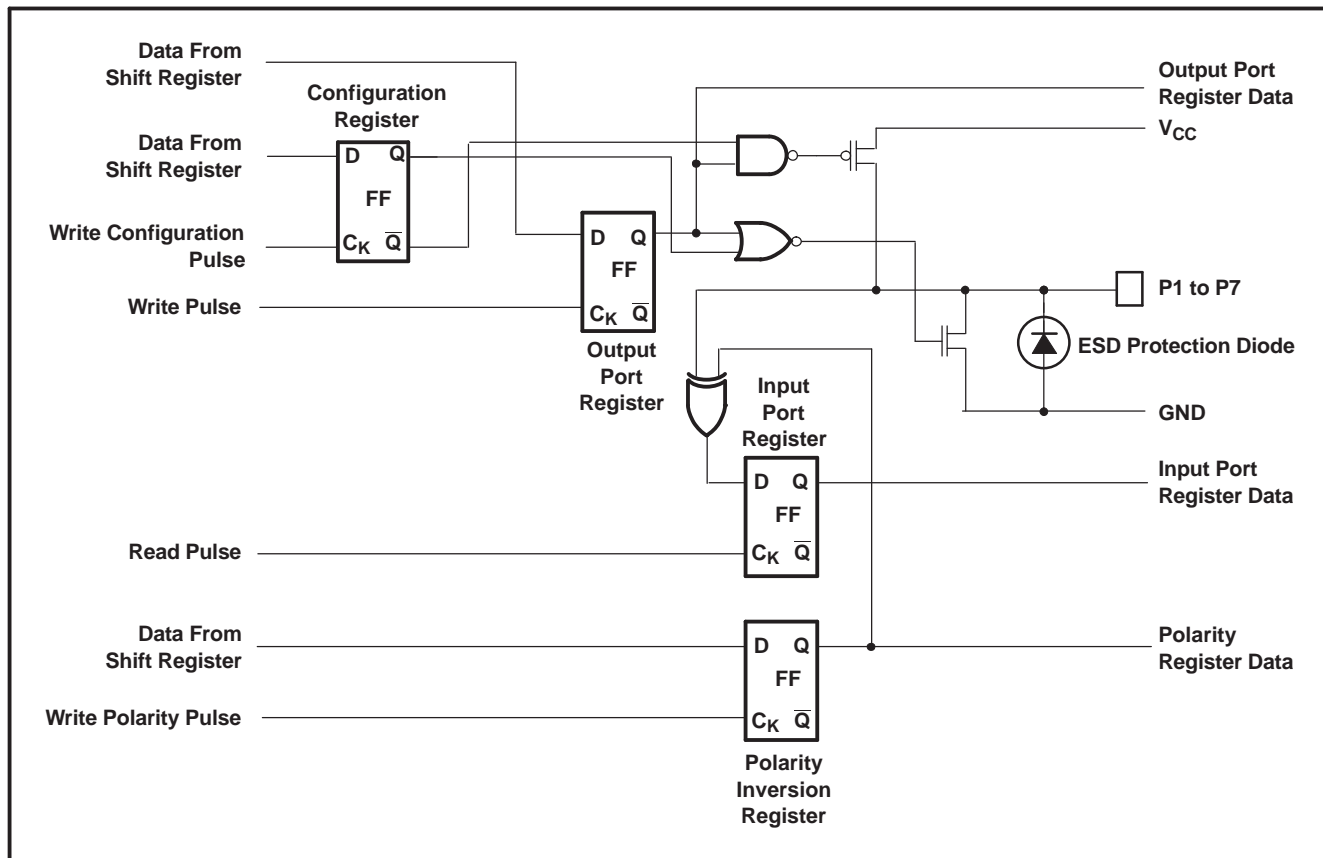 Data From
Shift Register
Configuration
Register
Output Port
Register Data
VCC
Data From
Shift Register
D Q
FF
CK Q
Write Configuration
Pulse
D Q
FF
CK Q
Write Pulse
P1 to P7
ESD Protection Diode
Output
Port
Register
Input
Port
Register
GND
D Q
FF
CK Q
Input Port
Register Data
Read Pulse
Data From
Shift Register
D Q
FF
CK Q
Polarity
Register Data
Write Polarity Pulse
Polarity
Inversion
Register